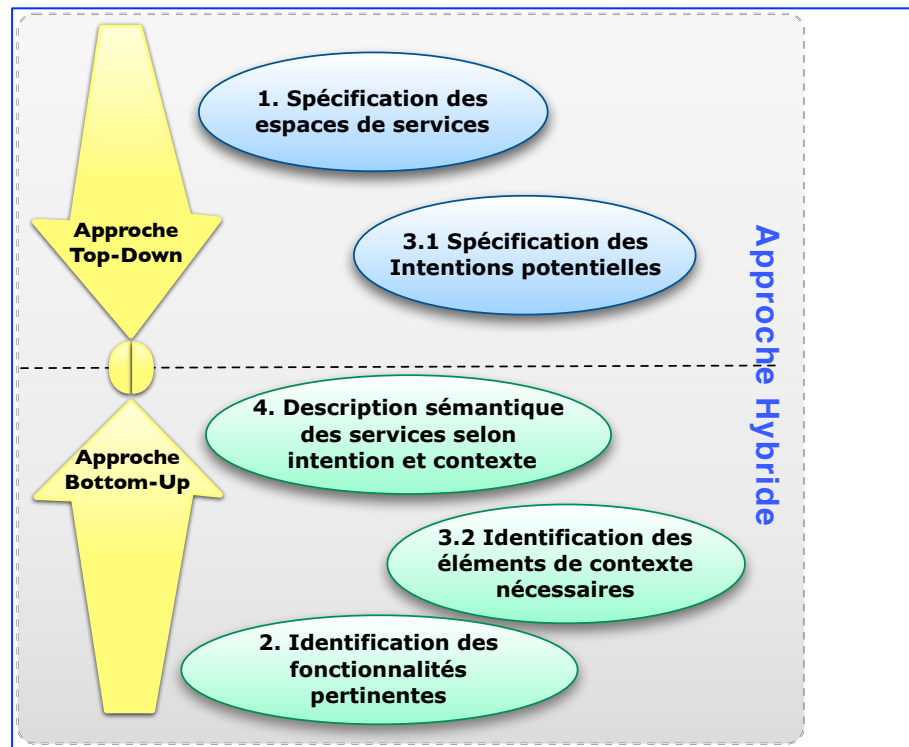 1. Spécification des
espaces de services
Approche
Top-Down
3.1 Spécification des
Intentions potentielles
Approche Hybride
4. Description sémantique
des services selon
intention et contexte
Approche
Bottom-Up
3.2 Identification des
éléments de contexte
nécessaires
2. Identification des
fonctionnalités
pertinentes